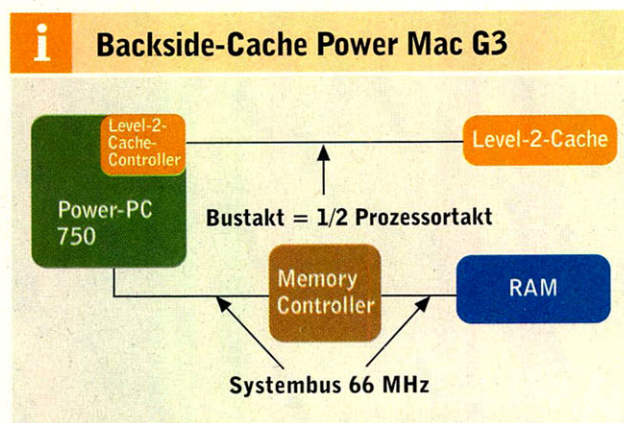 i Backside-Cache Power Mac G3
Level-2-
Cache-
Controller
Level-2-Cache
Power-PC
750
Bustakt = 1/2 Prozessortakt
Memory
Controller
RAM
Systembus 66 MHz